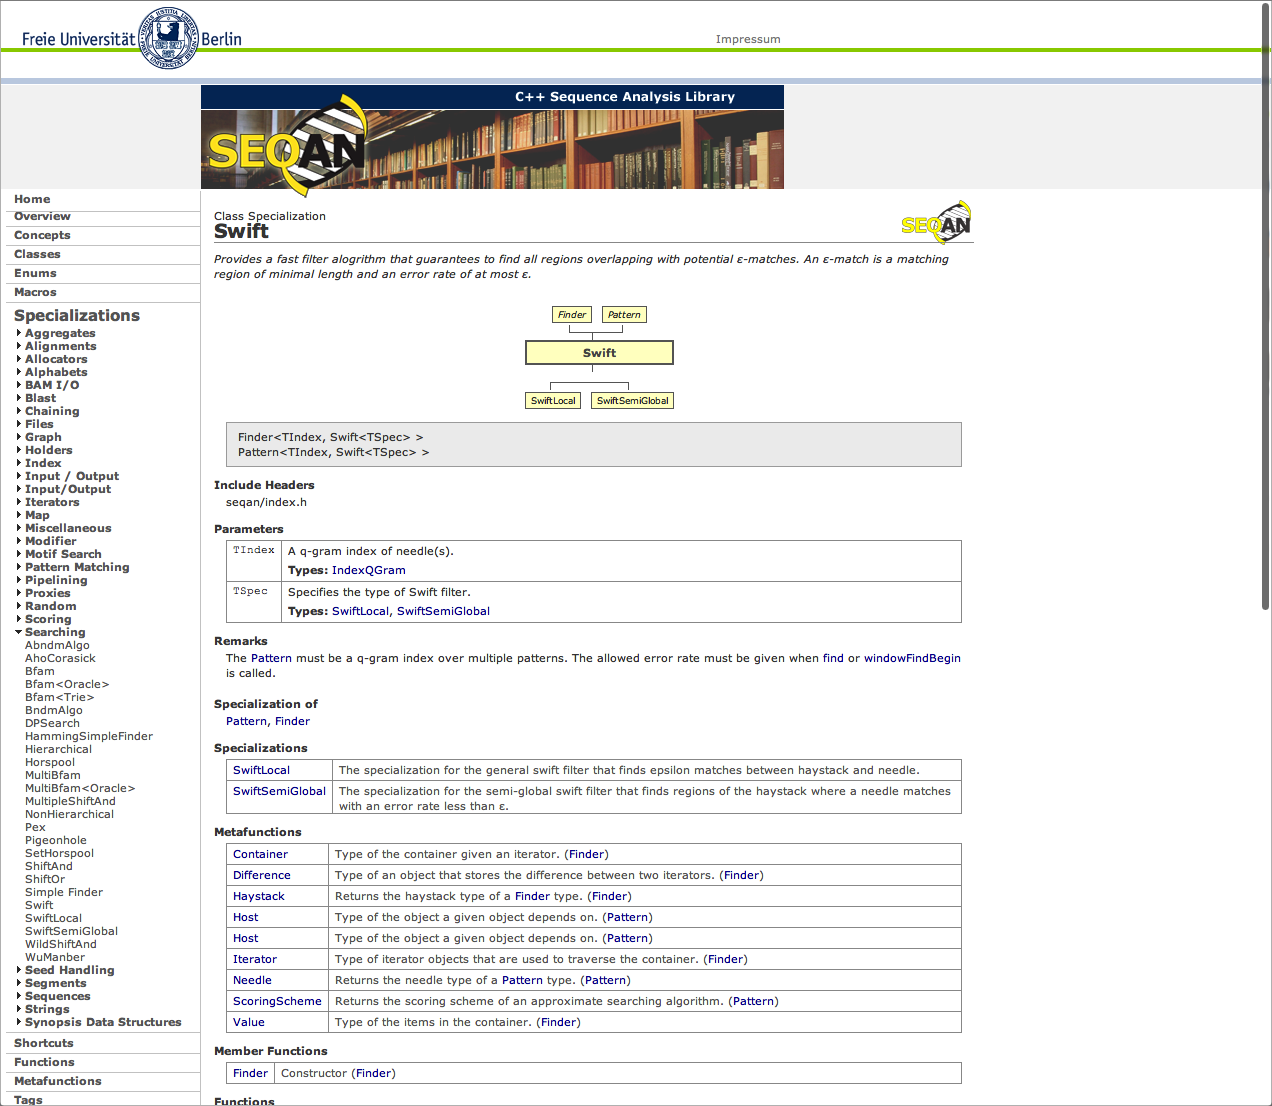 Freie Universität Berlin
Impressum
C++ Sequence Analysis Library
SEQAN
Home
Overview
Concepts
Classes
Enums
Macros
Specializations
Aggregates
Alignments
Allocators
Alphabets
BAM I/O
Blast
Chaining
Files
Graph
Holders
Index
Input / Output
Input/Output
Iterators
Map
Miscellaneous
Modifier
Motif Search
Pattern Matching
Pipelining
Proxies
Random
Scoring
Searching
AbndmAlgo
AhoCorasick
Bfam
Bfam<Oracle>
Bfam<Trie>
BndmAlgo
DPSearch
HammingSimpleFinder
Hierarchical
Horspool
MultiBfam
MultiBfam<Oracle>
MultipleShiftAnd
NonHierarchical
Pex
Pigeonhole
SetHorspool
ShiftAnd
ShiftOr
Simple Finder
Swift
SwiftLocal
SwiftSemiGlobal
WildShiftAnd
WuManber
Seed Handling
Segments
Sequences
Strings
Synopsis Data Structures
Shortcuts
Functions
Metafunctions
Tags
Class Specialization
Swift
SEQAN
Provides a fast filter alogrithm that guarantees to find all regions overlapping with potential ε-matches. An ε-match is a matching
region of minimal length and an error rate of at most ε.
Finder Pattern
Swift
SwiftLocal SwiftSemiGlobal
Finder<TIndex, Swift<TSpec> >
Pattern<TIndex, Swift<TSpec> >
Include Headers
seqan/index.h
Parameters
TIndex A q-gram index of needle(s).
Types: IndexQGram
TSpec Specifies the type of Swift filter.
Types: SwiftLocal, SwiftSemiGlobal
Remarks
The Pattern must be a q-gram index over multiple patterns. The allowed error rate must be given when find or windowFindBegin
is called.
Specialization of
Pattern, Finder
Specializations
SwiftLocal The specialization for the general swift filter that finds epsilon matches between haystack and needle.
SwiftSemiGlobal The specialization for the semi-global swift filter that finds regions of the haystack where a needle matches
with an error rate less than ε.
Metafunctions
Container Type of the container given an iterator. (Finder)
Difference Type of an object that stores the difference between two iterators. (Finder)
Haystack Returns the haystack type of a Finder type. (Finder)
Host Type of the object a given object depends on. (Pattern)
Host Type of the object a given object depends on. (Pattern)
Iterator Type of iterator objects that are used to traverse the container. (Finder)
Needle Returns the needle type of a Pattern type. (Pattern)
ScoringScheme Returns the scoring scheme of an approximate searching algorithm. (Pattern)
Value Type of the items in the container. (Finder)
Member Functions
Finder Constructor (Finder)
Functions